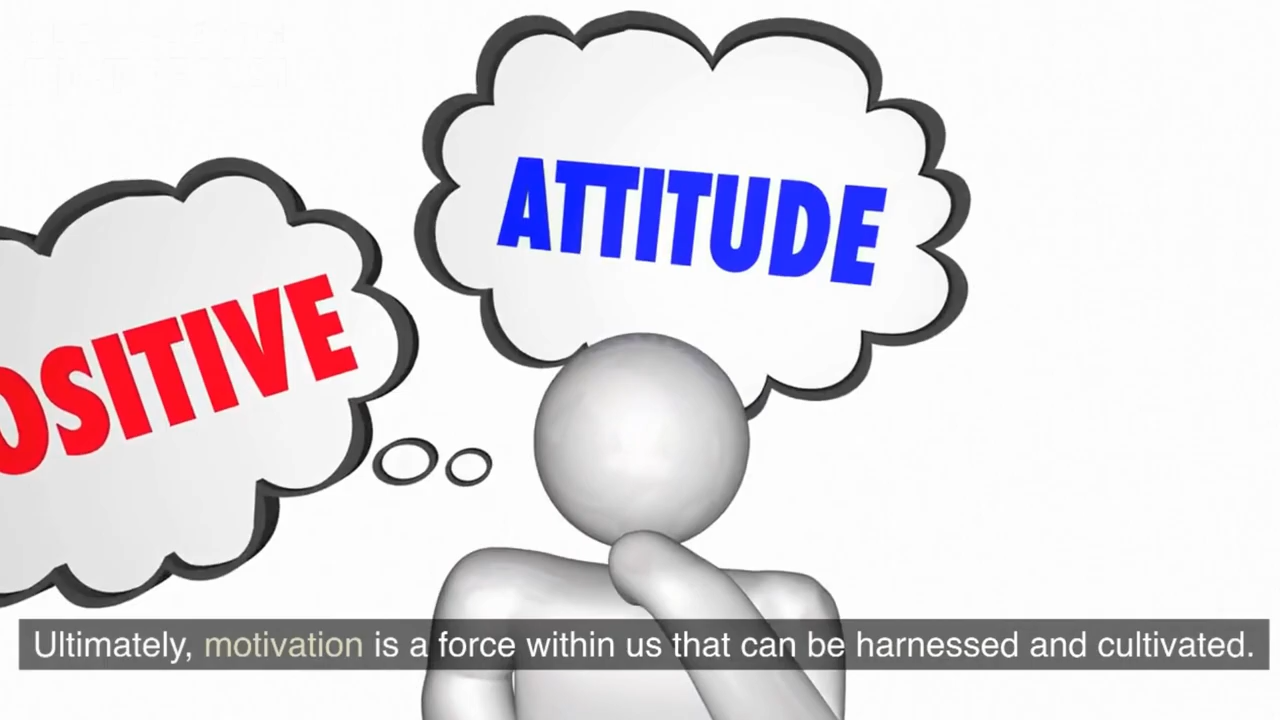 ATTITUDE
OSITIVE
Ultimately, motivation is a force within us that can be harnessed and cultivated.